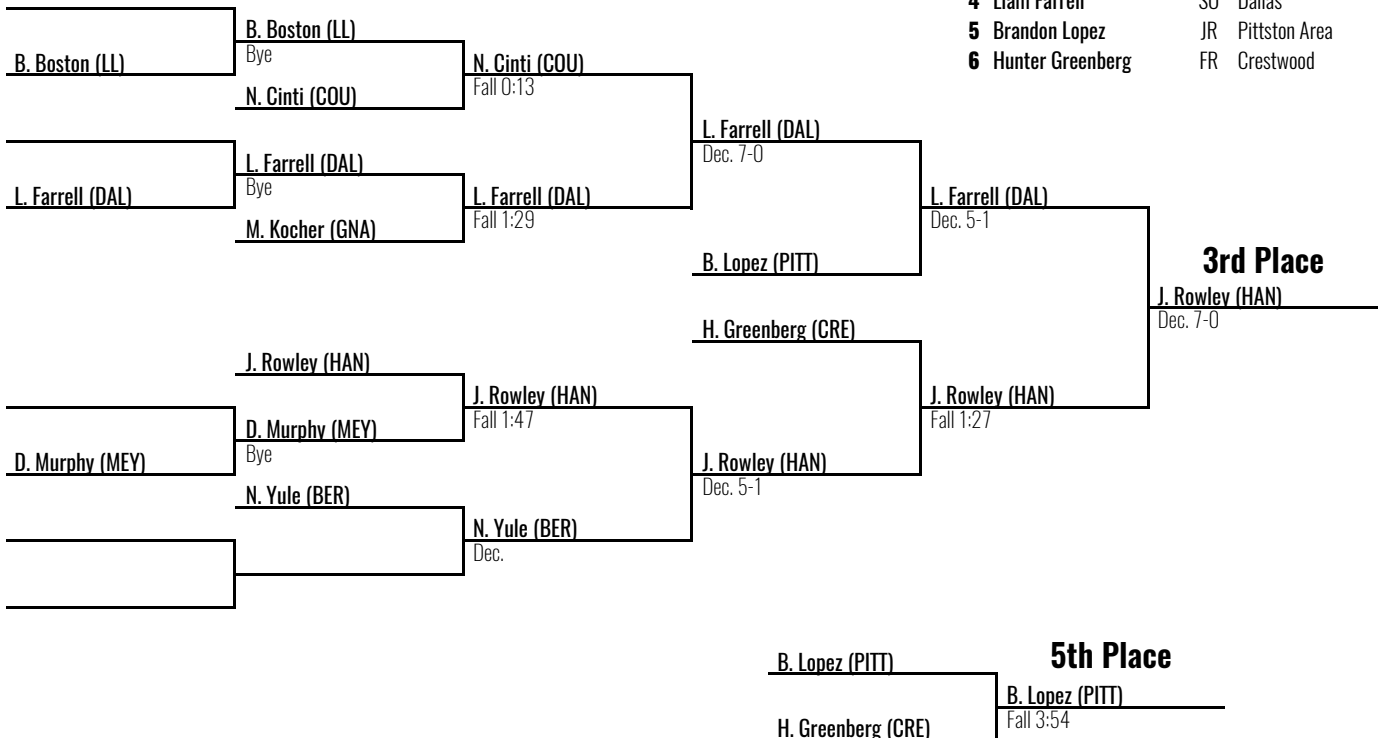 4 Liam Farrell SO Dallas
5 Brandon Lopez JR Pittston Area
6 Hunter Greenberg FR Crestwood
B. Boston (LL)
B. Boston (LL)
Bye
N. Cinti (COU)
N. Cinti (COU)
Fall 0:13
L. Farrell (DAL)
L. Farrell (DAL)
Bye
M. Kocher (GNA)
L. Farrell (DAL)
Fall 1:29
L. Farrell (DAL)
Dec. 7-0
B. Lopez (PITT)
L. Farrell (DAL)
Dec. 5-1
3rd Place
J. Rowley (HAN)
Dec. 7-0
H. Greenberg (CRE)
J. Rowley (HAN)
Fall 1:27
J. Rowley (HAN)
D. Murphy (MEY)
D. Murphy (MEY)
Bye
J. Rowley (HAN)
Fall 1:47
J. Rowley (HAN)
Dec. 5-1
N. Yule (BER)
N. Yule (BER)
Dec.
5th Place
B. Lopez (PITT)
B. Lopez (PITT)
Fall 3:54
H. Greenberg (CRE)